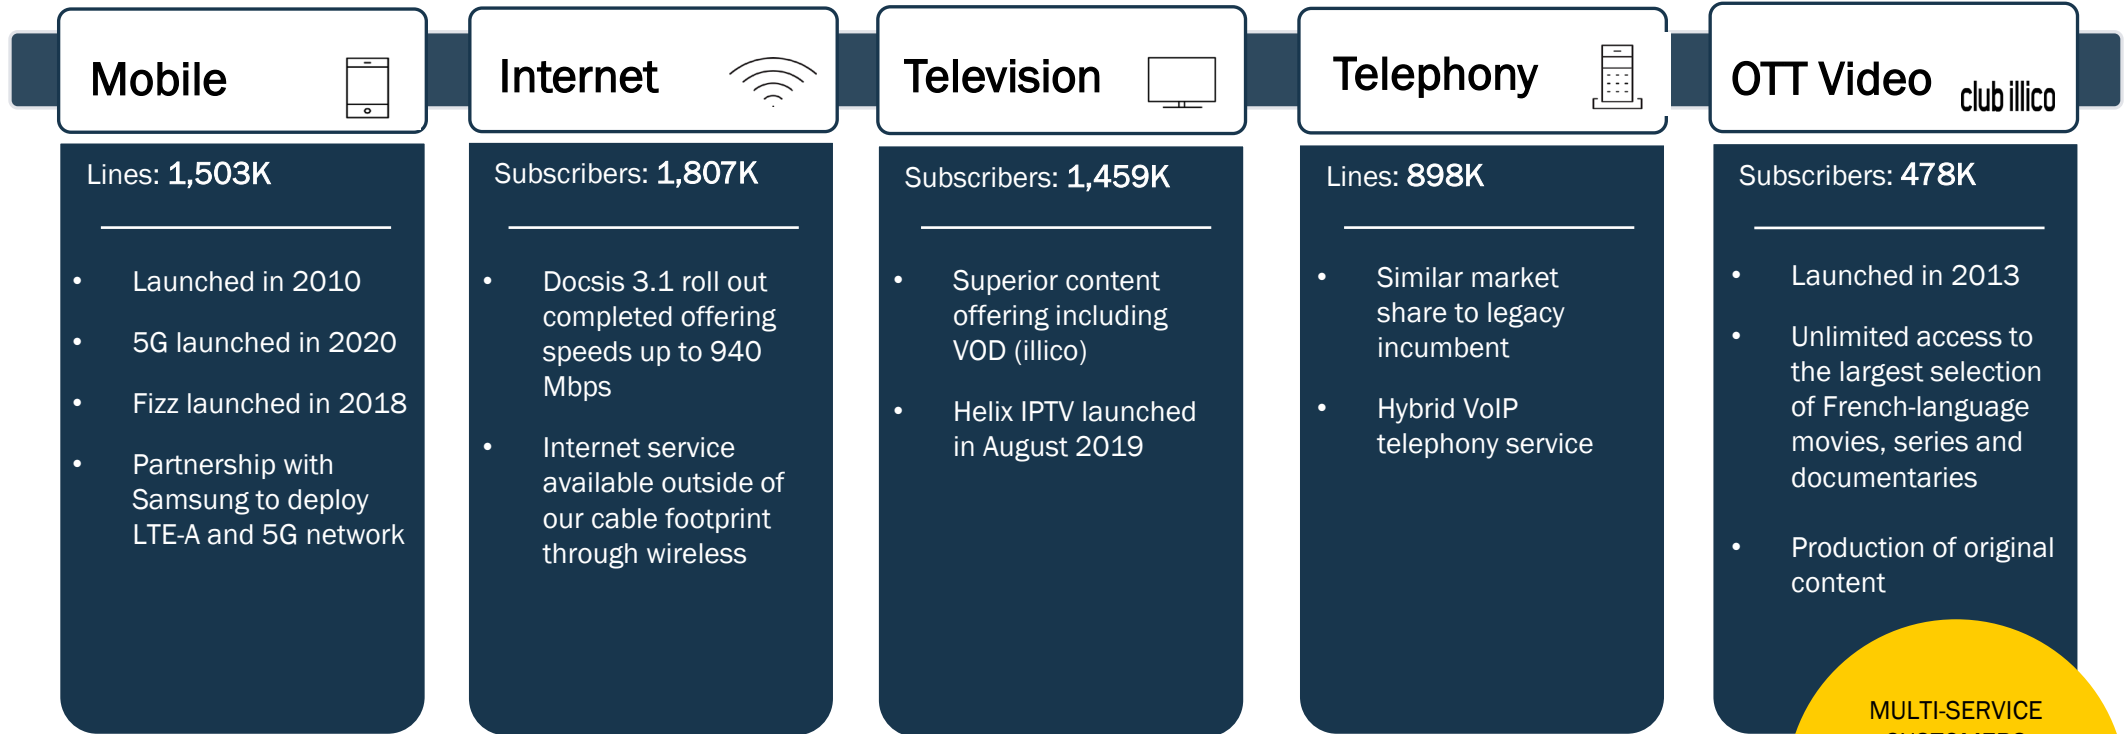 Mobile
Lines: 1,503K
• Launched in 2010
• 5G launched in 2020
• Fizz launched in 2018
• Partnership with
Samsung to deploy
LTE-A and 5G network
Internet
Subscribers: 1,807K
• Docsis 3.1 roll out
completed offering
speeds up to 940
Mbps
• Internet service
available outside of
our cable footprint
through wireless
Television
Subscribers: 1,459K
• Superior content
offering including
VOD (illico)
• Helix IPTV launched
in August 2019
Telephony
Lines: 898K
• Similar market
share to legacy
incumbent
• Hybrid VoIP
telephony service
OTT Video
club illico
Subscribers: 478K
• Launched in 2013
• Unlimited access to
the largest selection
of French-language
movies, series and
documentaries
• Production of original
content
MULTI-SERVICE
CUSTOMERS